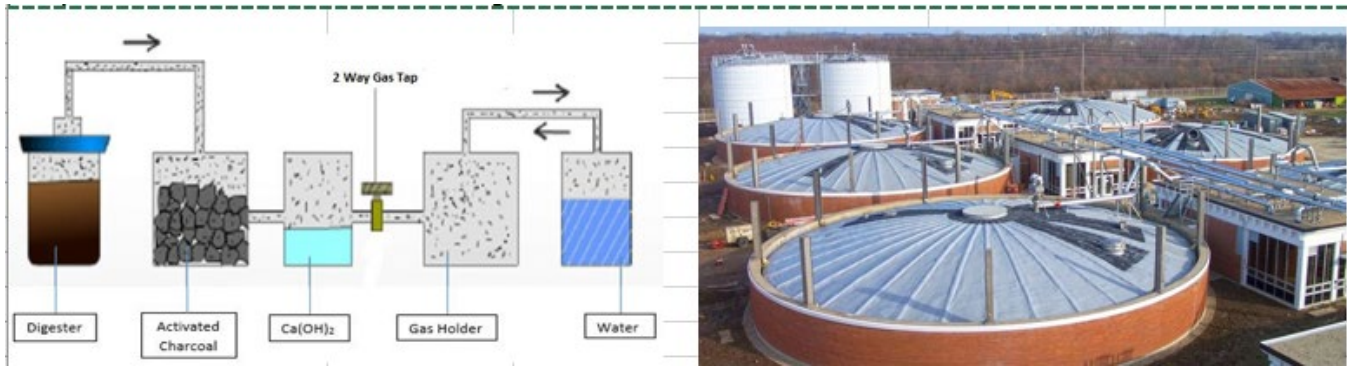 2 Way Gas Tap
Digester
Activated
Charcoal
Ca(OH)₂
Gas Holder
Water